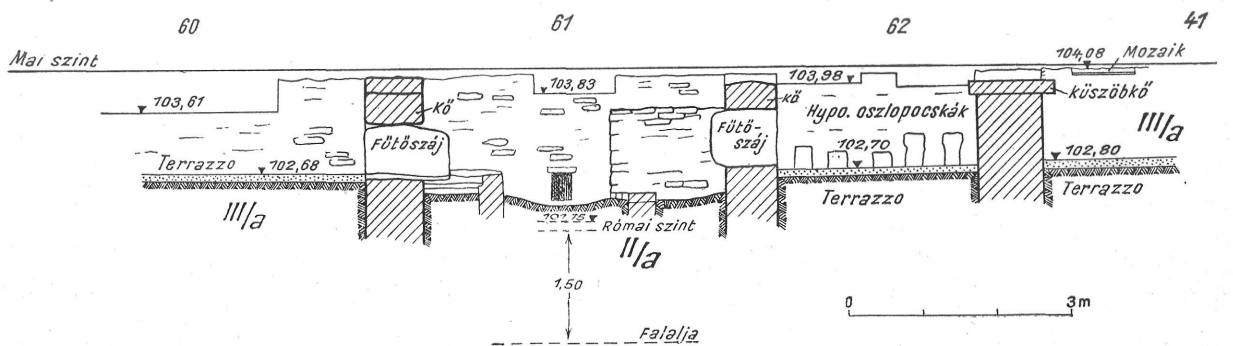 60 61 62 41
Mai szint
104,08 Mozaik
103,61
103,83
103,98
Kő
Kő
Küszöbkő
Hypo. oszlopocskák
Fűtőszáj
Fűtő-
száj
III/a
Terrazzo 102,68
102,70
102,80
Terrazzo
Terrazzo
III/a
Római szint
II/a
1,50
0 3m
Falalja